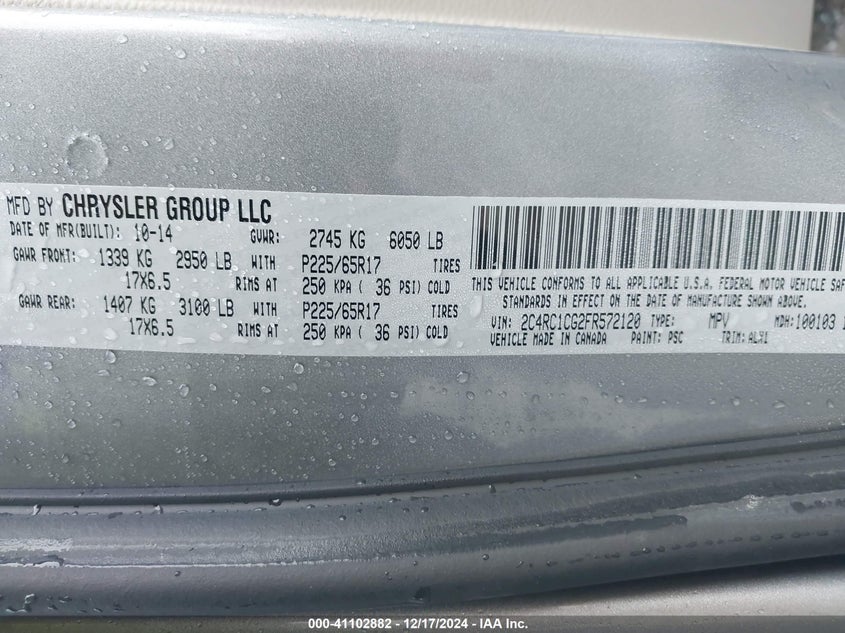 MFD BY CHRYSLER GROUP LLC
DATE OF MFR(BUILT): 10-14 GVWR: 2745 KG 6050 LB
GAWR FRONT: 1339 KG 2950 LB WITH P225/65R17 TIRES
17X6.5 RIMS AT 250 KPA ( 36 PSI) COLD
GAWR REAR: 1407 KG 3100 LB WITH P225/65R17 TIRES
17X6.5 RIMS AT 250 KPA ( 36 PSI) COLD
THIS VEHICLE CONFORMS TO ALL APPLICABLE U.S.A. FEDERAL MOTOR VEHICLE SAF
STANDARDS IN EFFECT ON THE DATE OF MANUFACTURE SHOWN ABOVE.
VIN: 2C4RC1CG2FR572120 TYPE: MPV MDH: 100103
VEHICLE MADE IN CANADA PAINT: PSC TRIM:
000-41102882 - 12/17/2024 - IAA Inc.